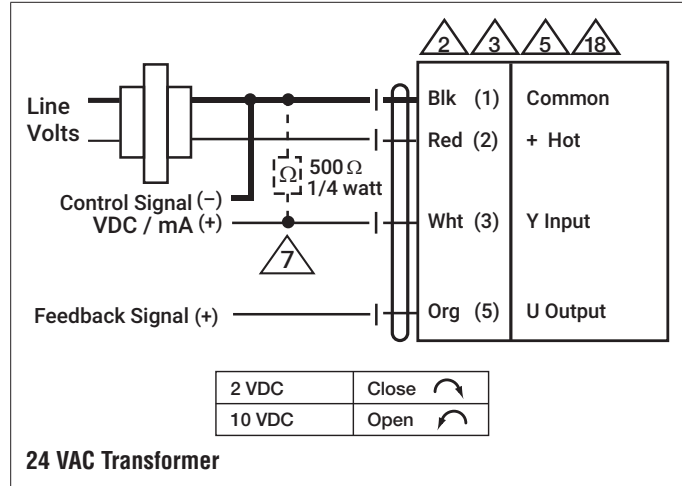 2 3 5 18
Line
Volts
Blk (1) Common
Red (2) + Hot
500 Ω
Ω
1/4 watt
Control Signal (–)
VDC / mA (+)
Wht (3) Y Input
7
Feedback Signal (+)
Org (5) U Output
2 VDC Close
10 VDC Open
24 VAC Transformer